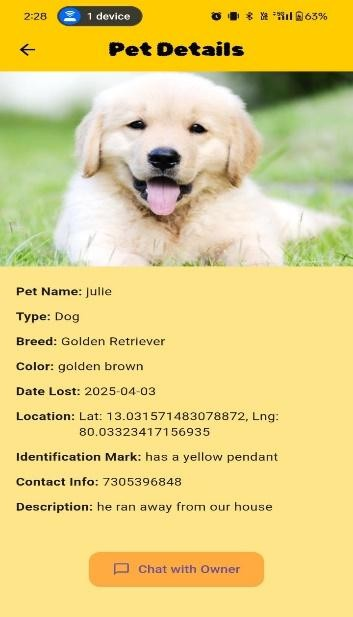 2:28 1 device 63%
Pet Details
Pet Name: julie
Type: Dog
Breed: Golden Retriever
Color: golden brown
Date Lost: 2025-04-03
Location: Lat: 13.031571483078872, Lng:
80.03323417156935
Identification Mark: has a yellow pendant
Contact Info: 7305396848
Description: he ran away from our house
Chat with Owner